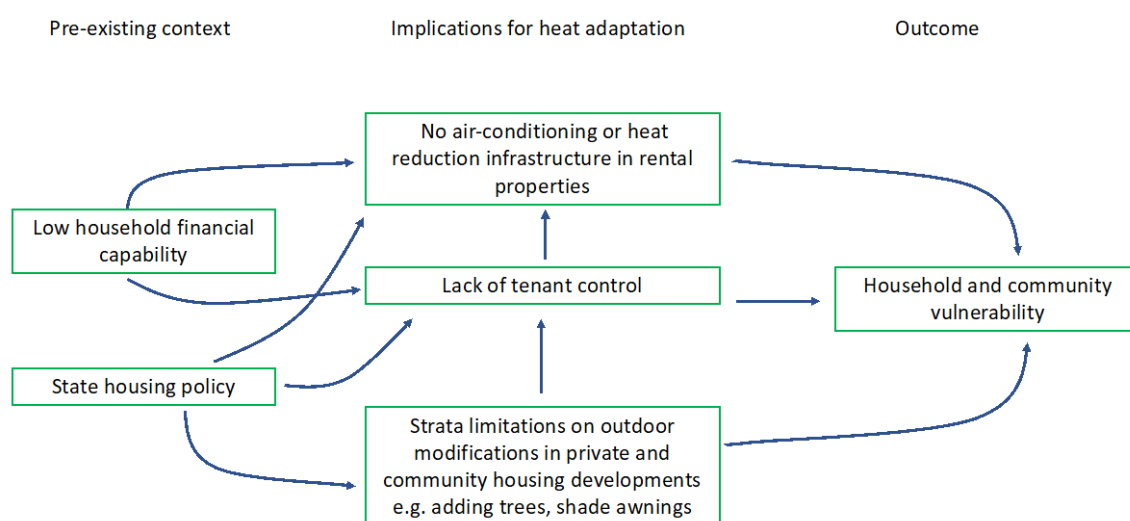 Pre-existing context
Implications for heat adaptation
Outcome
No air-conditioning or heat
reduction infrastructure in rental
properties
Low household financial
capability
Lack of tenant control
Household and community
vulnerability
State housing policy
Strata limitations on outdoor
modifications in private and
community housing developments
e.g. adding trees, shade awnings